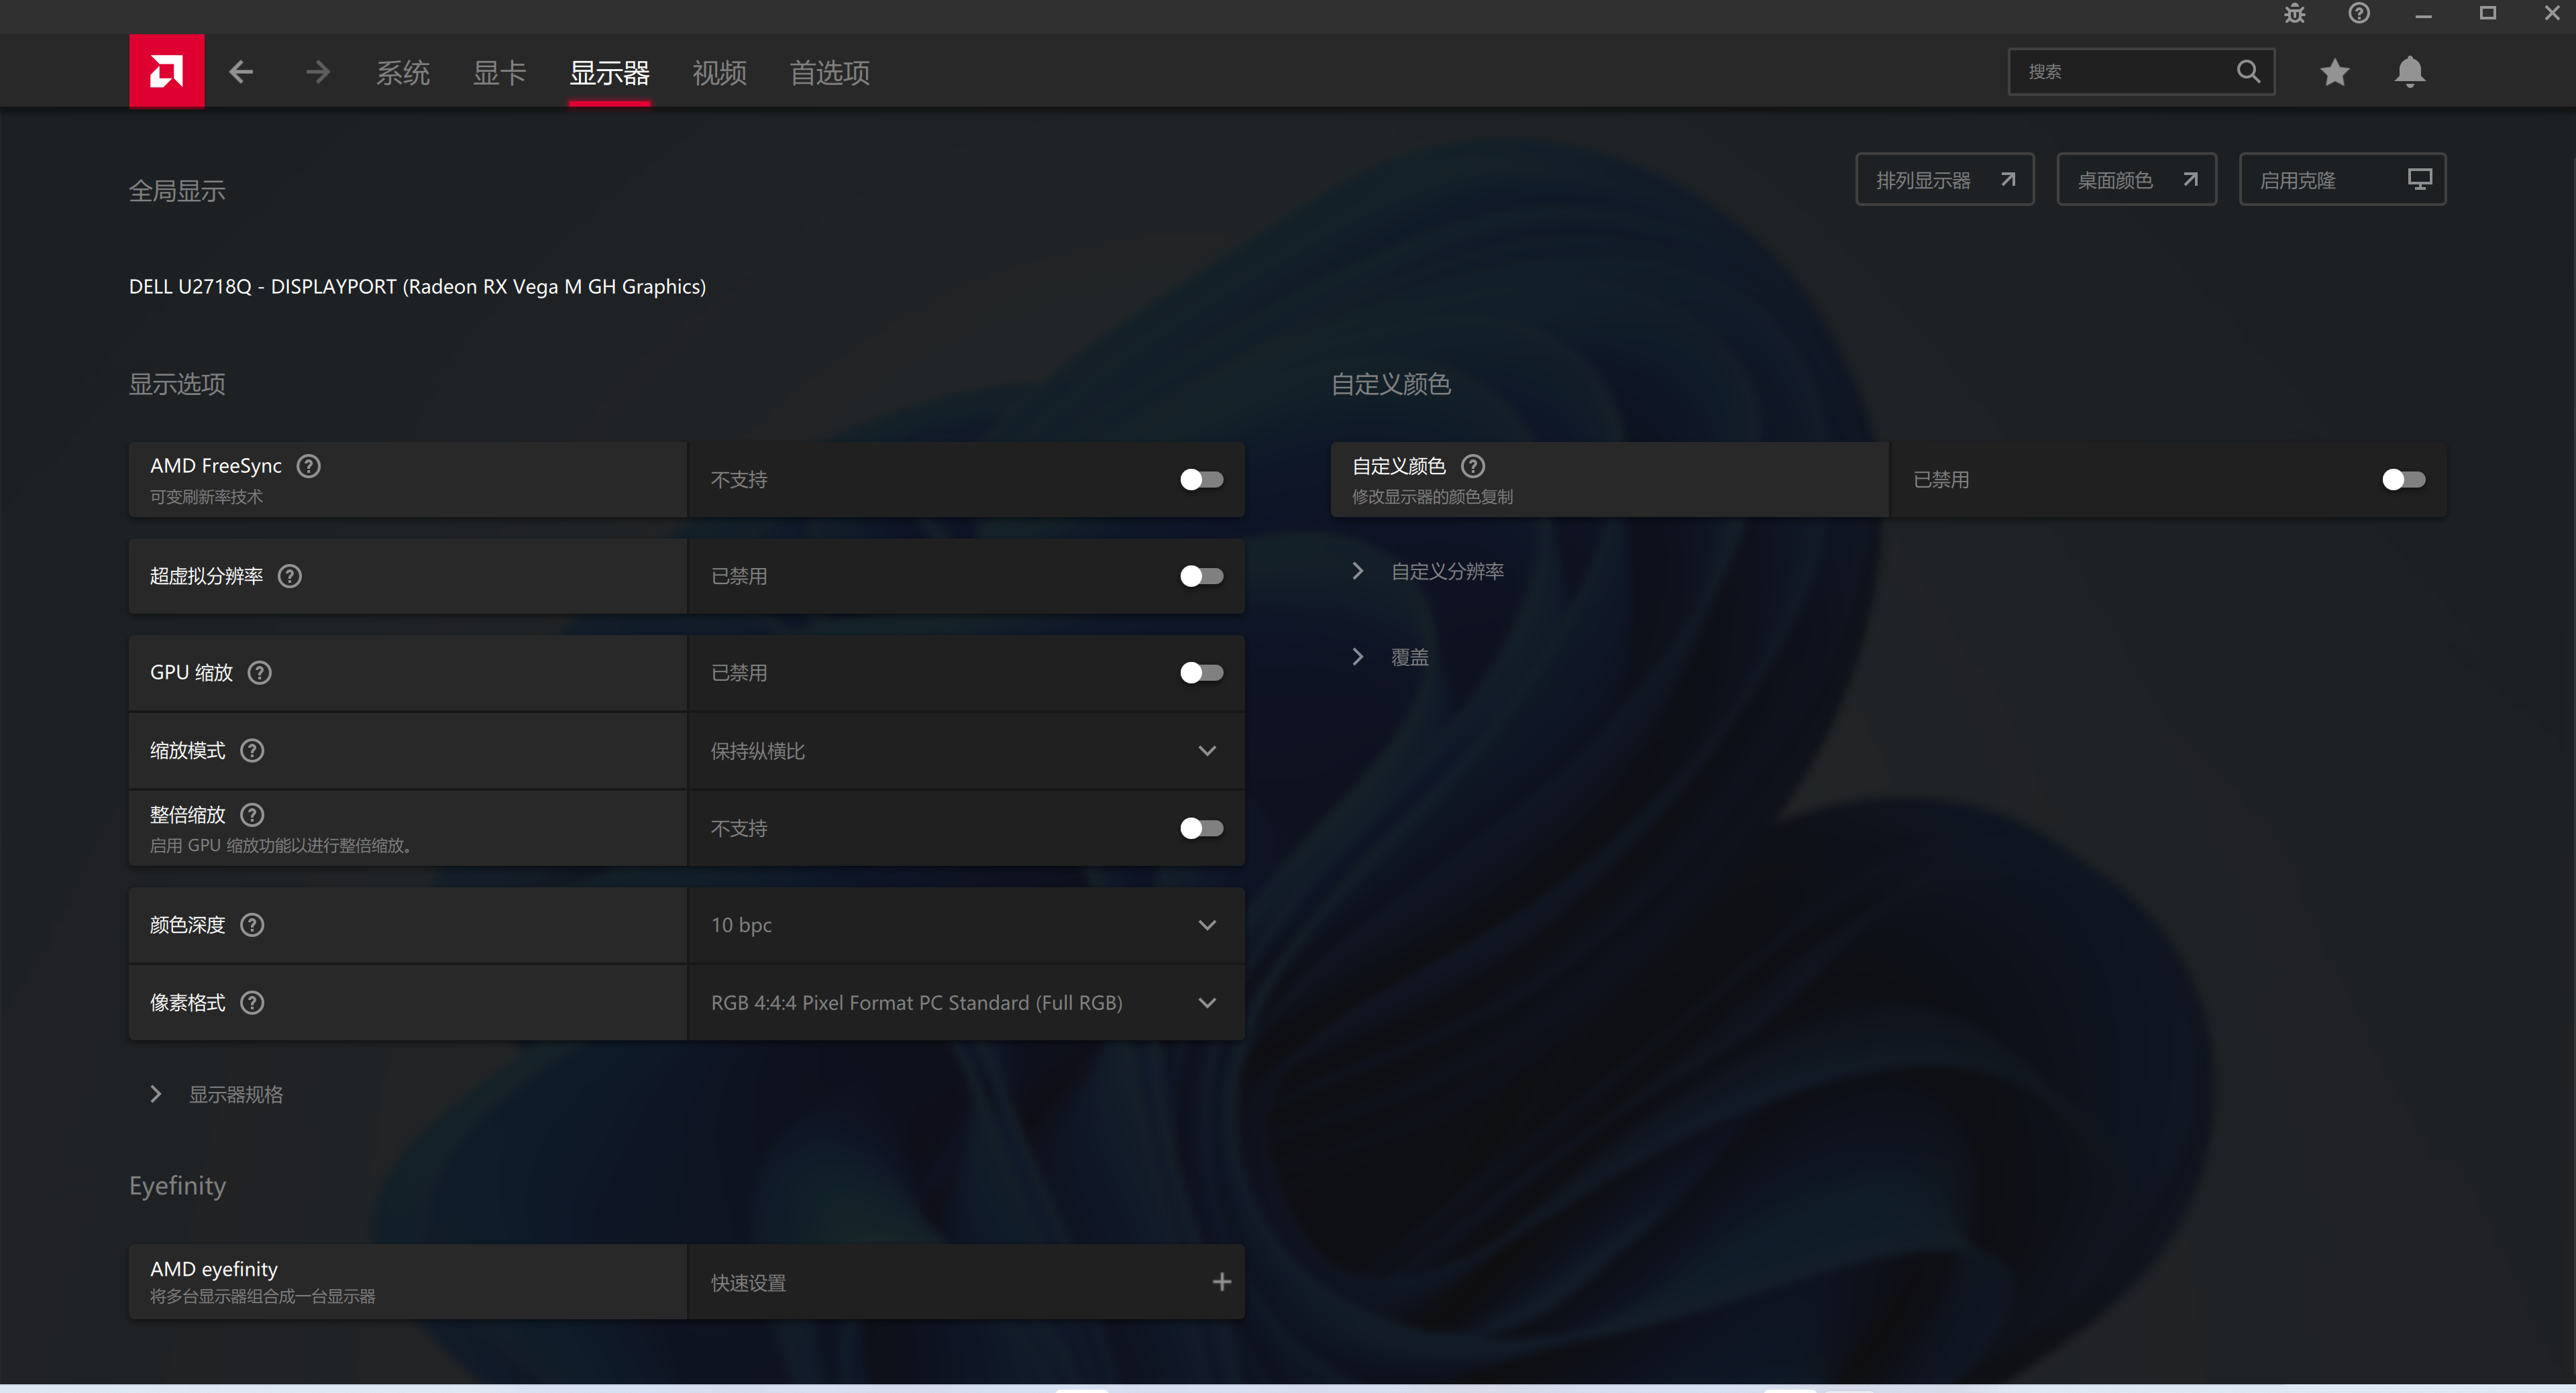 系统 显卡 显示器 视频 首选项 搜索
全局显示 排列显示器 桌面颜色 启用克隆
DELL U2718Q - DISPLAYPORT (Radeon RX Vega M GH Graphics)
显示选项
AMD FreeSync
可变刷新率技术
不支持
超虚拟分辨率
已禁用
GPU 缩放
已禁用
缩放模式
保持纵横比
整倍缩放
启用 GPU 缩放功能以进行整倍缩放。
不支持
颜色深度
10 bpc
像素格式
RGB 4:4:4 Pixel Format PC Standard (Full RGB)
显示器规格
Eyefinity
AMD eyefinity
将多台显示器组合成一台显示器
快速设置
自定义颜色
自定义颜色
修改显示器的颜色复制
已禁用
自定义分辨率
覆盖